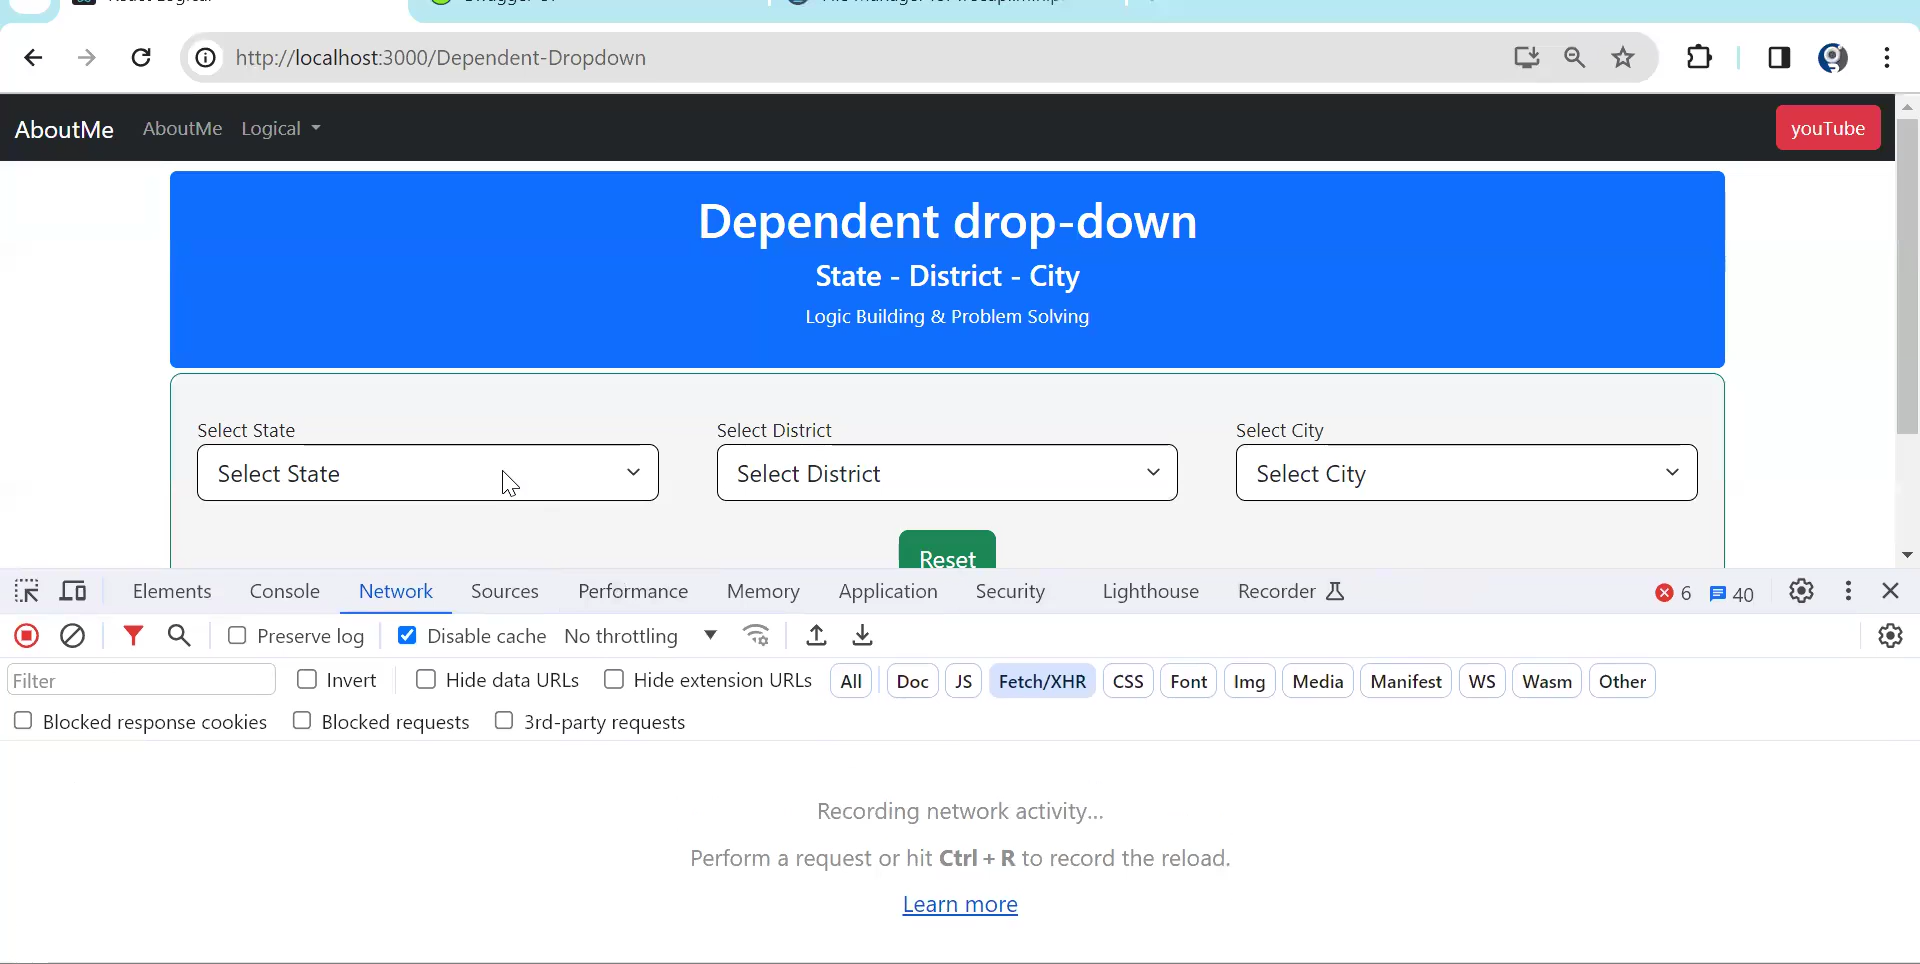 http://localhost:3000/Dependent-Dropdown
AboutMe AboutMe Logical youTube
Dependent drop-down
State - District - City
Logic Building & Problem Solving
Select State Select District Select City
Select State Select District Select City
Reset
Elements Console Network Sources Performance Memory Application Security Lighthouse Recorder 6 40
Preserve log Disable cache No throttling
Filter Invert Hide data URLs Hide extension URLs All Doc JS Fetch/XHR CSS Font Img Media Manifest WS Wasm Other
Blocked response cookies Blocked requests 3rd-party requests
Recording network activity...
Perform a request or hit Ctrl + R to record the reload.
Learn more